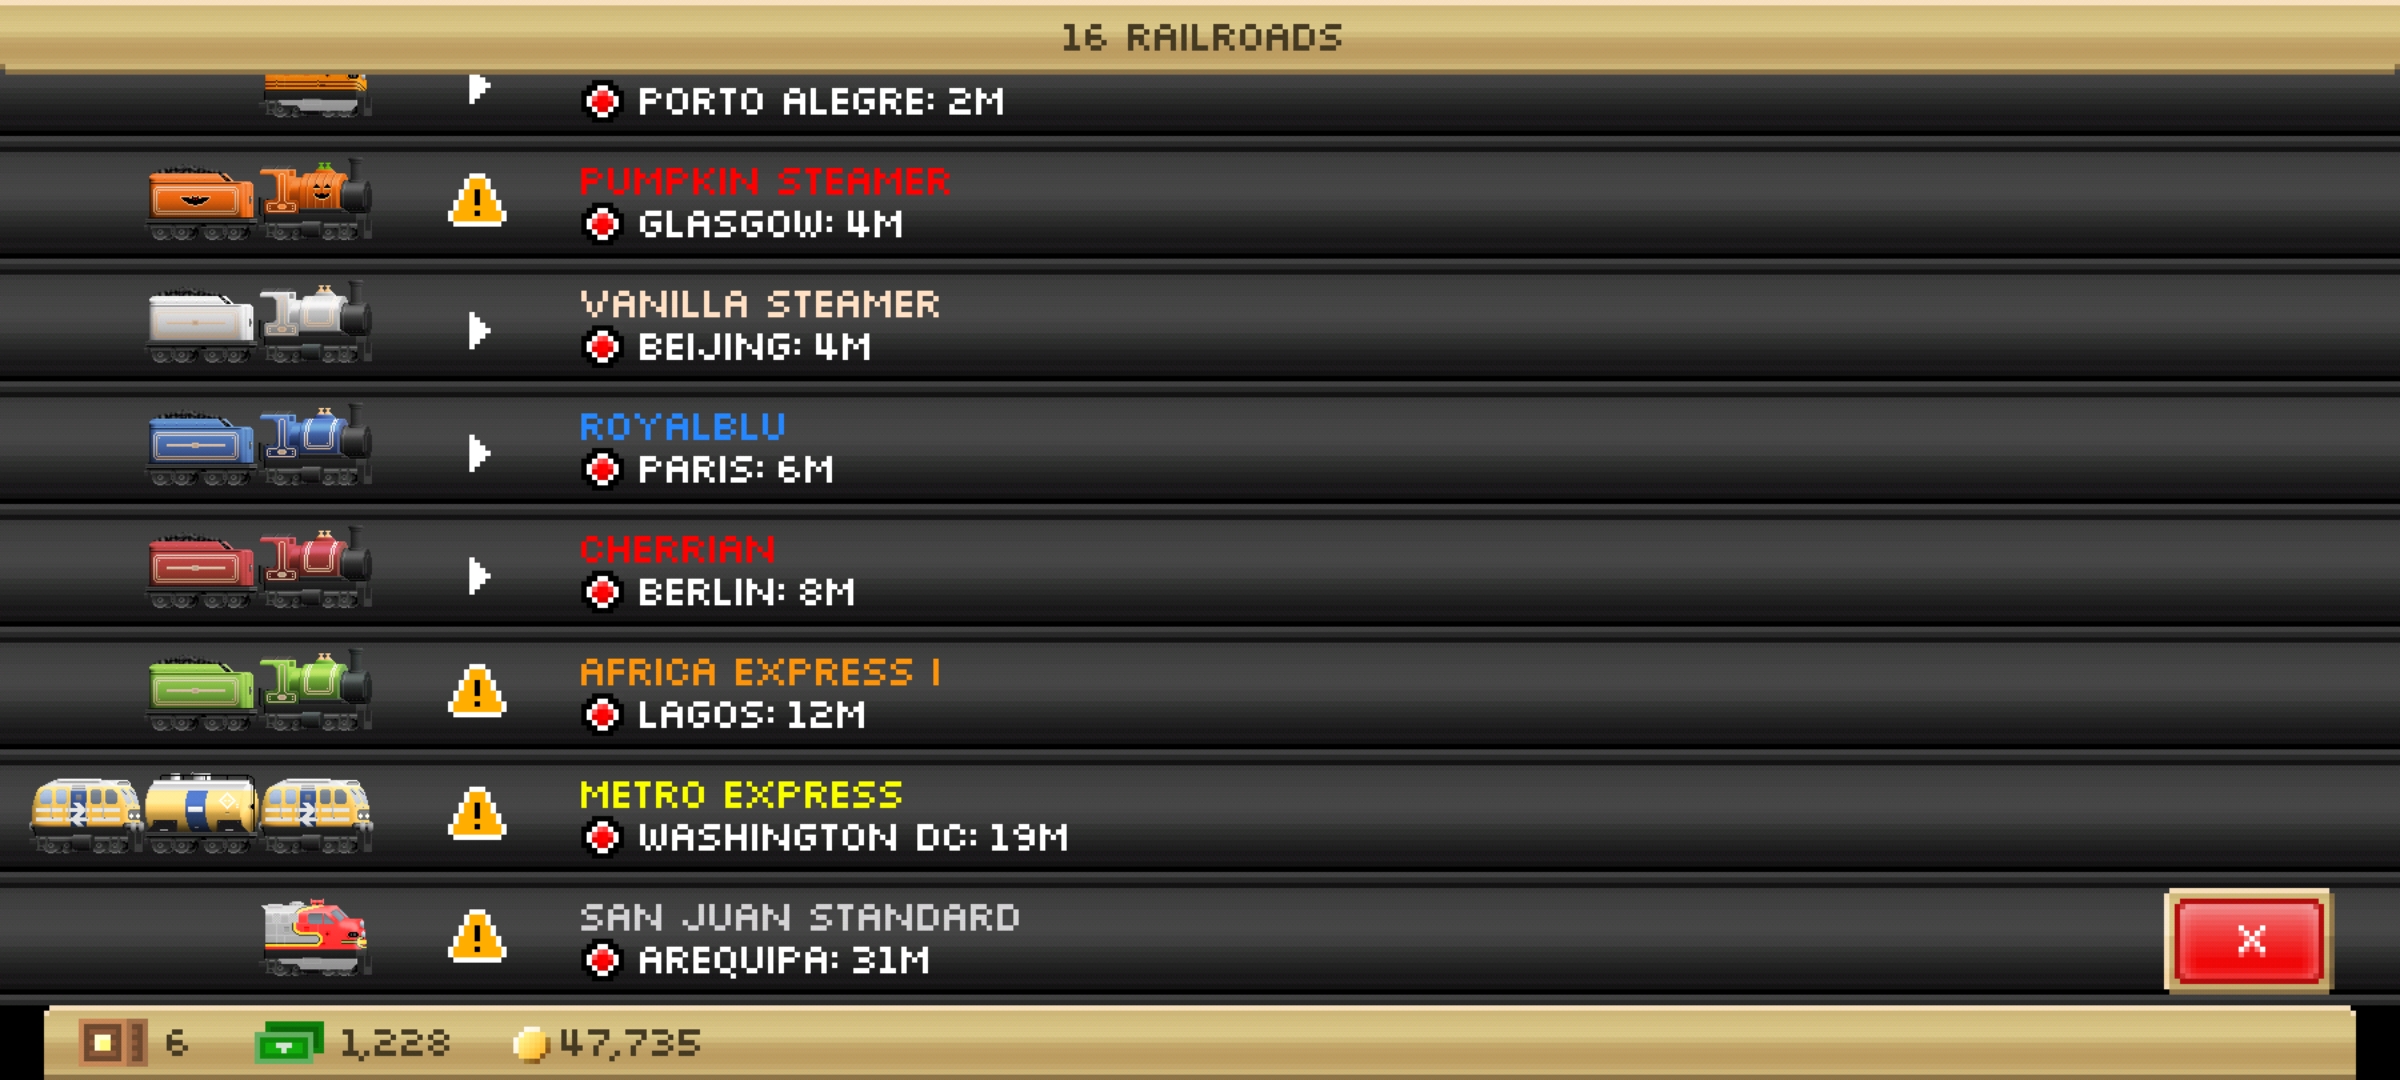 16 RAILROADS
PORTO ALEGRE: 2M
PUMPKIN STEAMER
GLASGOW: 4M
VANILLA STEAMER
BEIJING: 4M
ROYALBLU
PARIS: 6M
CHERRIAN
BERLIN: 8M
AFRICA EXPRESS I
LAGOS: 12M
METRO EXPRESS
WASHINGTON DC: 19M
SAN JUAN STANDARD
AREQUIPA: 31M
X
6 1,228 47,735